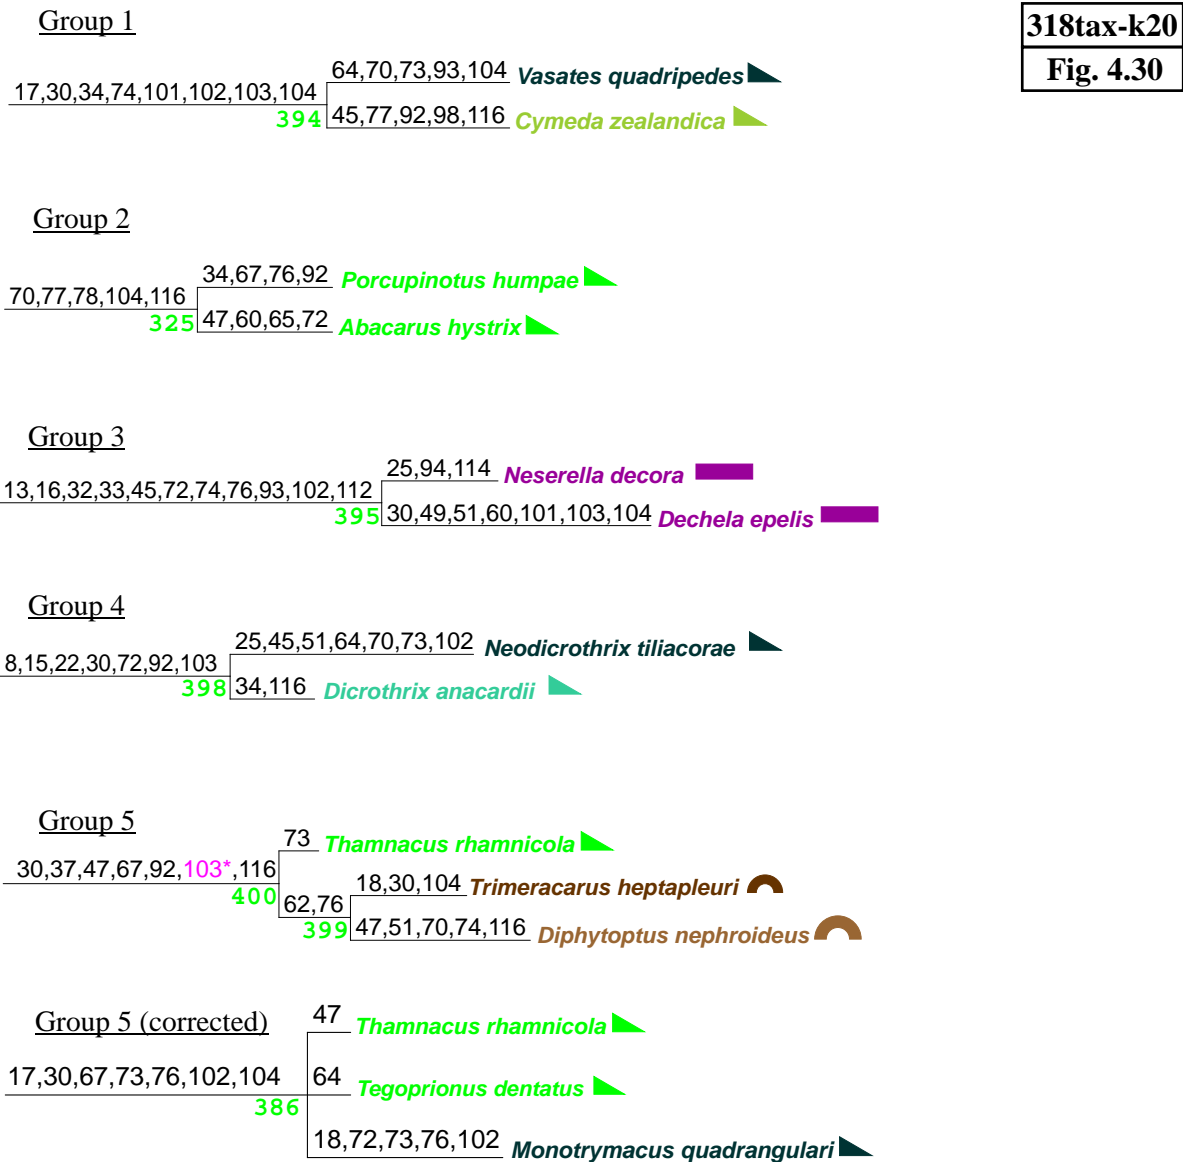 Group 1
318tax-k20
Fig. 4.30
17,30,34,74,101,102,103,104
394
64,70,73,93,104 Vasates quadripedes
45,77,92,98,116 Cymeda zealandica
Group 2
70,77,78,104,116
325
34,67,76,92 Porcupinotus humpae
47,60,65,72 Abacarus hystrix
Group 3
13,16,32,33,45,72,74,76,93,102,112
395
25,94,114 Neserella decora
30,49,51,60,101,103,104 Dechela epelis
Group 4
8,15,22,30,72,92,103
398
25,45,51,64,70,73,102 Neodicrothrix tiliacorae
34,116 Dicrothrix anacardii
Group 5
30,37,47,67,92,103*,116
400
73 Thamnacus rhamnicola
62,76
399
18,30,104 Trimeracarus heptapleuri
47,51,70,74,116 Diphytoptus nephroideus
Group 5 (corrected)
17,30,67,73,76,102,104
386
47 Thamnacus rhamnicola
64 Tegoprionus dentatus
18,72,73,76,102 Monotrymacus quadrangulari